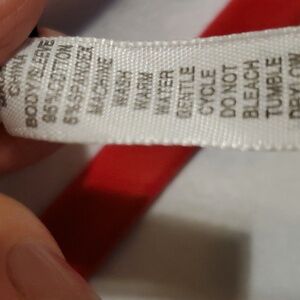 CHINA
BODY/SLEEVE
95% COTTON
5% SPANDEX
MACHINE
WASH
WARM
WATER
GENTLE
CYCLE
DO NOT
BLEACH
TUMBLE
DRY LOW